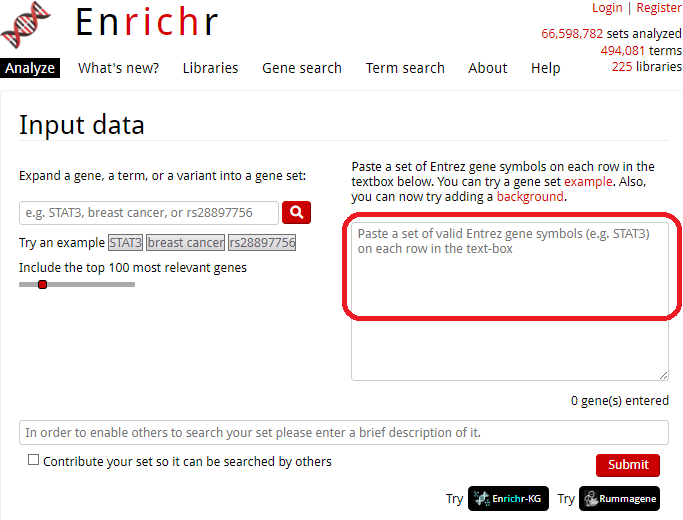 Login | Register
Enrichr
66,598,782 sets analyzed
494,081 terms
225 libraries
Analyze What's new? Libraries Gene search Term search About Help
Input data
Expand a gene, a term, or a variant into a gene set:
e.g. STAT3, breast cancer, or rs28897756
Try an example STAT3 breast cancer rs28897756
Include the top 100 most relevant genes
Paste a set of Entrez gene symbols on each row in the
textbox below. You can try a gene set example. Also,
you can now try adding a background.
Paste a set of valid Entrez gene symbols (e.g. STAT3)
on each row in the text-box
0 gene(s) entered
In order to enable others to search your set please enter a brief description of it.
Contribute your set so it can be searched by others
Submit
Try Enrichr-KG Try Rummagene